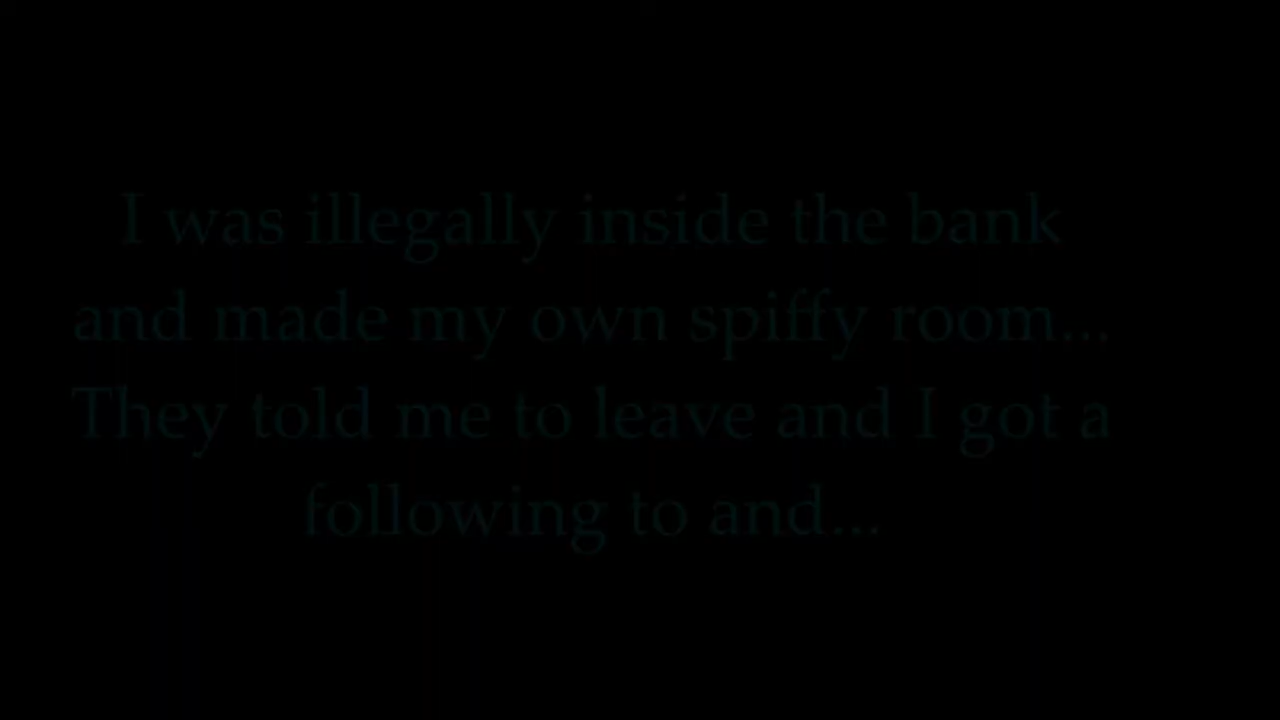 I was illegally inside the bank
and made my own spiffy room...
They told me to leave and I got a
following to and...